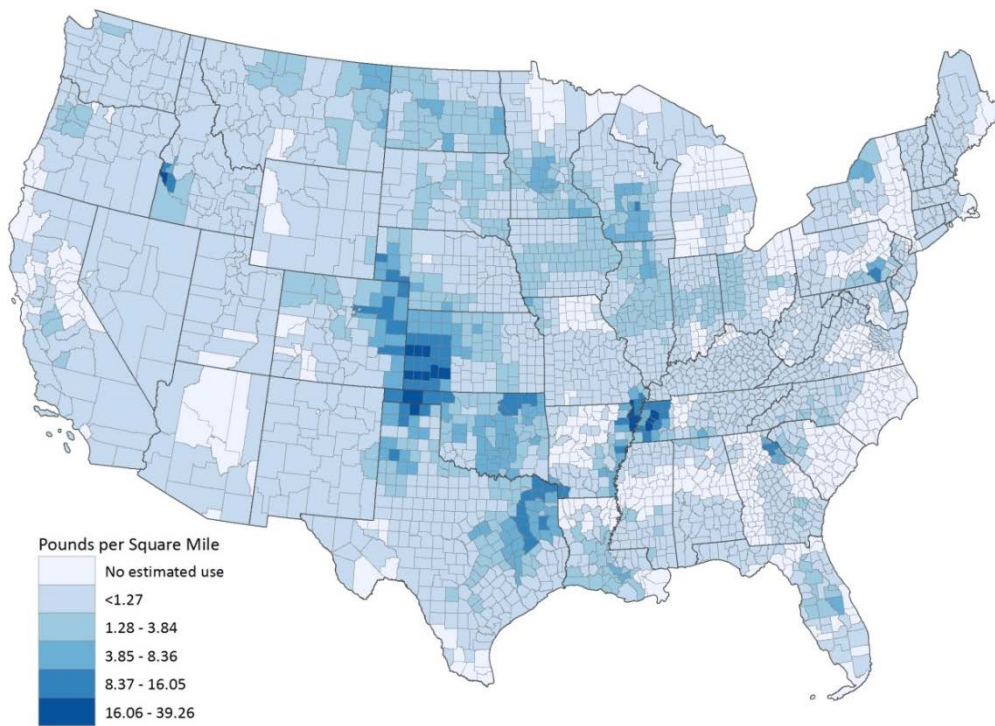 Pounds per Square Mile
No estimated use
<1.27
1.28 - 3.84
3.85 - 8.36
8.37 - 16.05
16.06 - 39.26